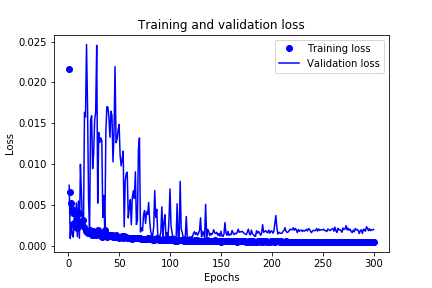 Training and validation loss
Training loss
Validation loss
0.025
0.020
0.015
0.010
0.005
0.000
Loss
0
50
100
150
200
250
300
Epochs